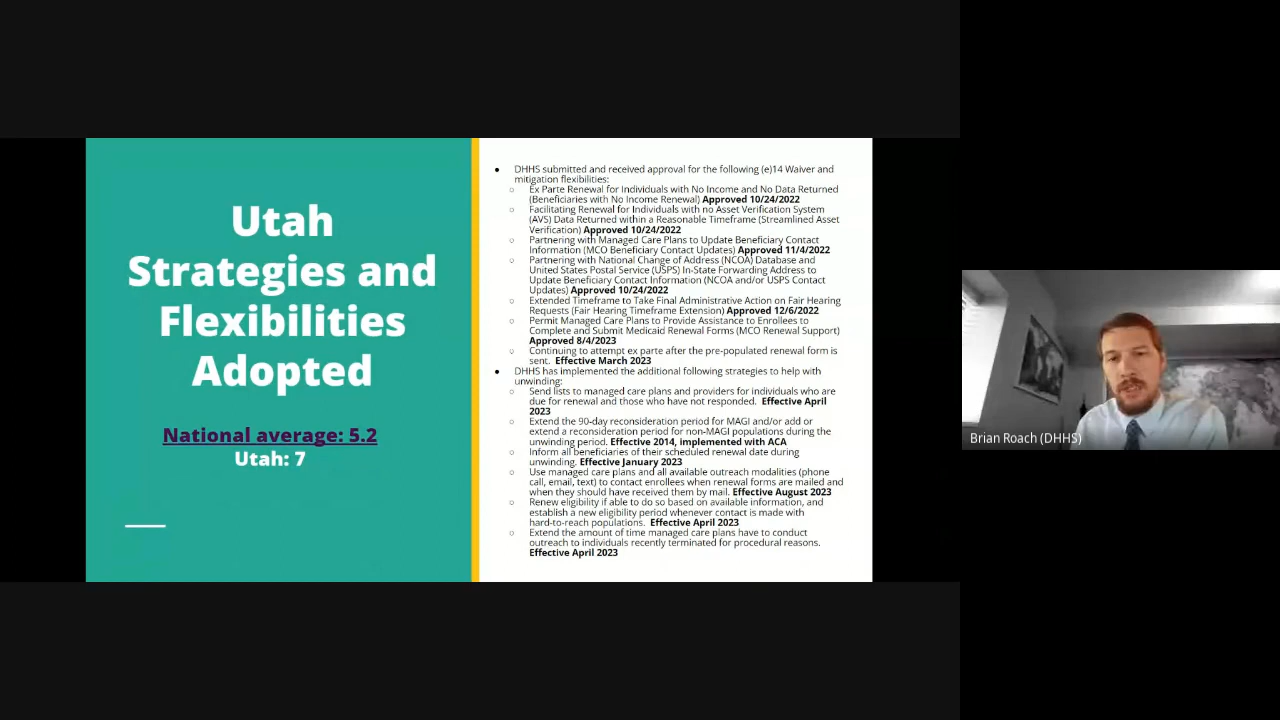 Utah
Strategies and
Flexibilities
Adopted
National average: 5.2
Utah: 7
● DHHS submitted and received approval for the following (e)14 Waiver and
mitigation flexibilities:
○ Ex Parte Renewal for Individuals with No Income and No Data Returned
(Beneficiaries with No Income Renewal) Approved 10/24/2022
○ Facilitating Renewal for Individuals with no Asset Verification System
(AVS) Data Returned within a Reasonable Timeframe (Streamlined Asset
Verification) Approved 10/24/2022
○ Partnering with Managed Care Plans to Update Beneficiary Contact
Information (MCO Beneficiary Contact Updates) Approved 11/4/2022
○ Partnering with National Change of Address (NCOA) Database and
United States Postal Service (USPS) In-State Forwarding Address to
Update Beneficiary Contact Information (NCOA and/or USPS Contact
Updates) Approved 10/24/2022
○ Extended Timeframe to Take Final Administrative Action on Fair Hearing
Requests (Fair Hearing Timeframe Extension) Approved 12/6/2022
○ Permit Managed Care Plans to Provide Assistance to Enrollees to
Complete and Submit Medicaid Renewal Forms (MCO Renewal Support)
Approved 8/4/2023
○ Continuing to attempt ex parte after the pre-populated renewal form is
sent. Effective March 2023
● DHHS has implemented the additional following strategies to help with
unwinding:
○ Send lists to managed care plans and providers for individuals who are
due for renewal and those who have not responded. Effective April
2023
○ Extend the 90-day reconsideration period for MAGI and/or add or
extend a reconsideration period for non-MAGI populations during the
unwinding period. Effective 2014, implemented with ACA
○ Inform all beneficiaries of their scheduled renewal date during
unwinding. Effective January 2023
○ Use managed care plans and all available outreach modalities (phone
call, email, text) to contact enrollees when renewal forms are mailed and
when they should have received them by mail. Effective August 2023
○ Renew eligibility if able to do so based on available information, and
establish a new eligibility period whenever contact is made with
hard-to-reach populations. Effective April 2023
○ Extend the amount of time managed care plans have to conduct
outreach to individuals recently terminated for procedural reasons.
Effective April 2023
Brian Roach (DHHS)